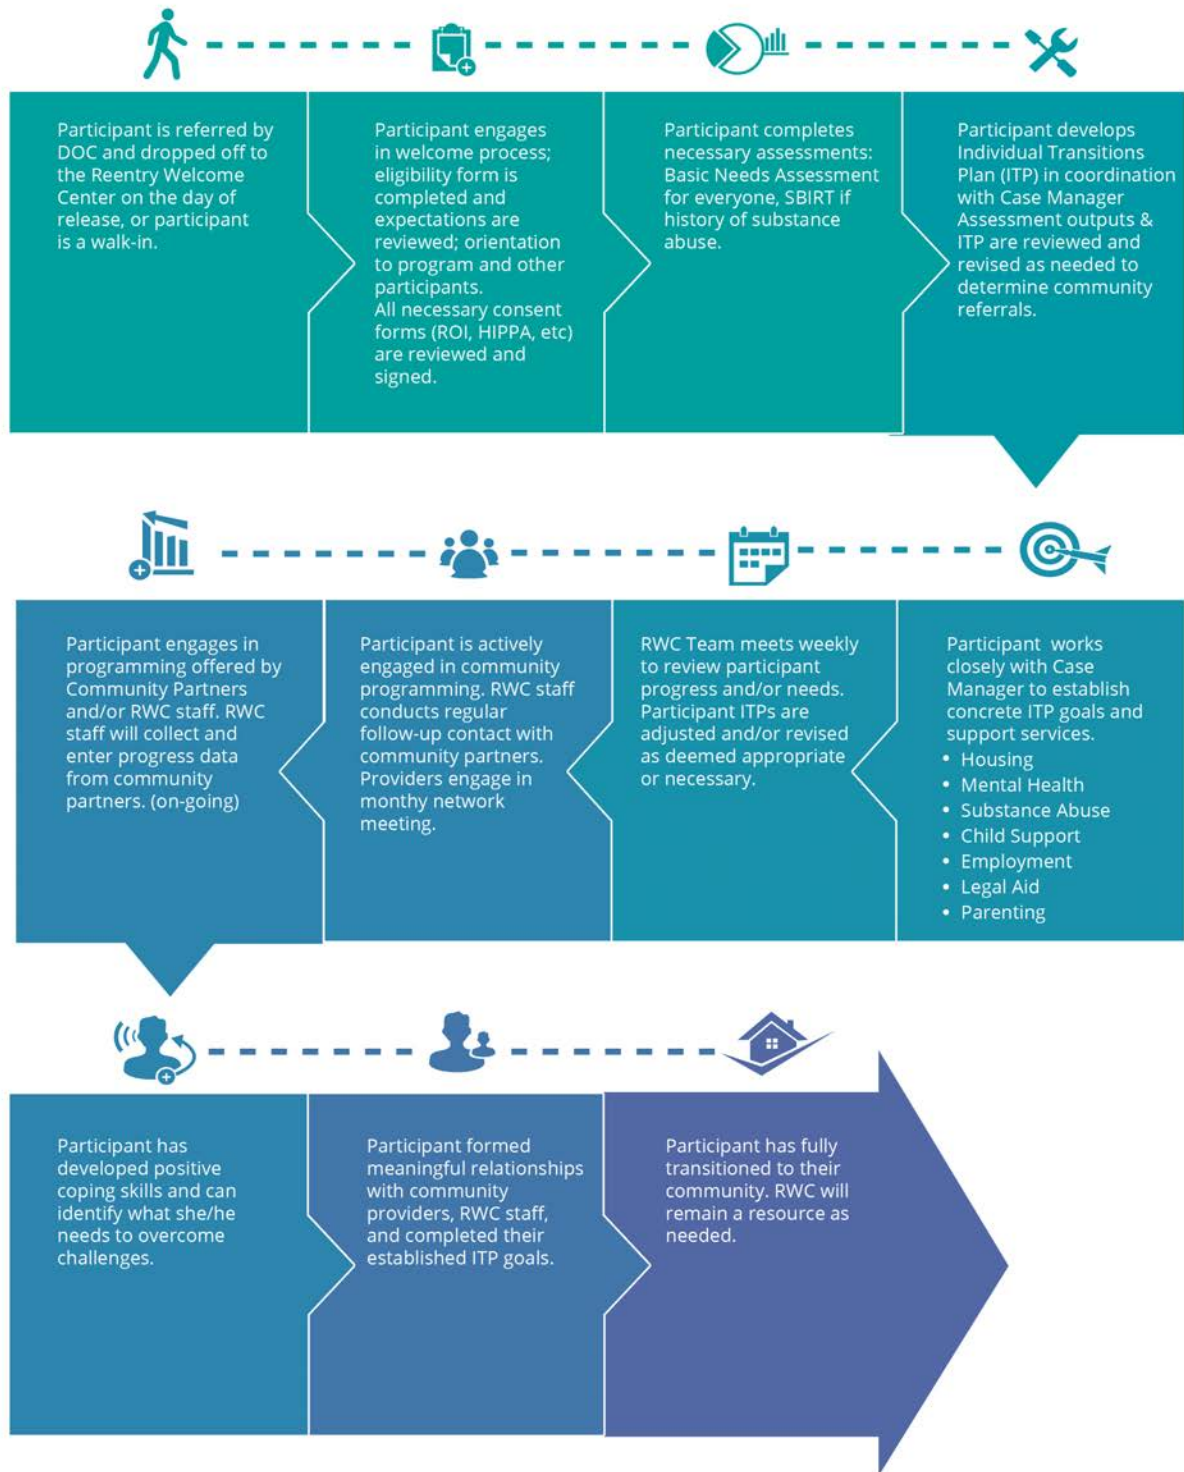 Participant is referred by
DOC and dropped off to
the Reentry Welcome
Center on the day of
release, or participant
is a walk-in.
Participant engages
in welcome process;
eligibility form is
completed and
expectations are
reviewed; orientation
to program and other
participants.
All necessary consent
forms (ROI, HIPPA, etc)
are reviewed and
signed.
Participant completes
necessary assessments:
Basic Needs Assessment
for everyone, SBIRT if
history of substance
abuse.
Participant develops
Individual Transitions
Plan (ITP) in coordination
with Case Manager
Assessment outputs &
ITP are reviewed and
revised as needed to
determine community
referrals.
Participant works
closely with Case
Manager to establish
concrete ITP goals and
support services.
• Housing
• Mental Health
• Substance Abuse
• Child Support
• Employment
• Legal Aid
• Parenting
RWC Team meets weekly
to review participant
progress and/or needs.
Participant ITPs are
adjusted and/or revised
as deemed appropriate
or necessary.
Participant is actively
engaged in community
programming. RWC staff
conducts regular
follow-up contact with
community partners.
Providers engage in
monthy network
meeting.
Participant engages in
programming offered by
Community Partners
and/or RWC staff. RWC
staff will collect and
enter progress data
from community
partners. (on-going)
Participant has
developed positive
coping skills and can
identify what she/he
needs to overcome
challenges.
Participant formed
meaningful relationships
with community
providers, RWC staff,
and completed their
established ITP goals.
Participant has fully
transitioned to their
community. RWC will
remain a resource as
needed.